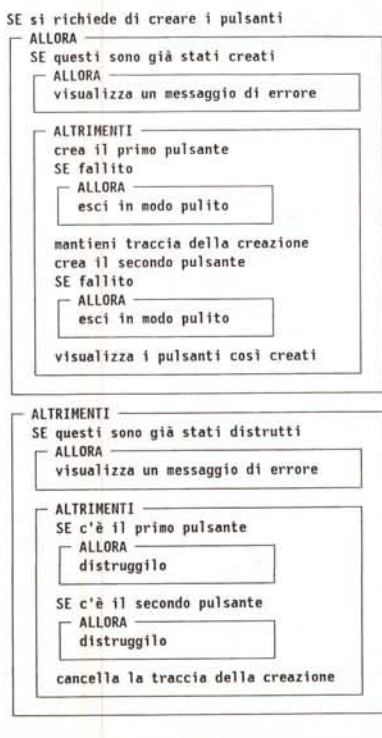 SE si richiede di creare i pulsanti
ALLORA
SE questi sono già stati creati
ALLORA
visualizza un messaggio di errore
ALTRIMENTI
crea il primo pulsante
SE fallito
ALLORA
esci in modo pulito
mantieni traccia della creazione
crea il secondo pulsante
SE fallito
ALLORA
esci in modo pulito
visualizza i pulsanti così creati
ALTRIMENTI
SE questi sono già stati distrutti
ALLORA
visualizza un messaggio di errore
ALTRIMENTI
SE c'è il primo pulsante
ALLORA
distruggilo
SE c'è il secondo pulsante
ALLORA
distruggilo
cancella la traccia della creazione